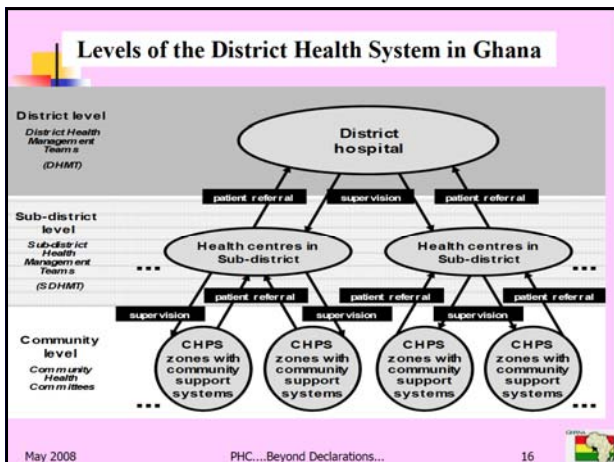 Levels of the District Health System in Ghana
District level
District Health
Management
Teams
(DHMT)
District
hospital
patient referral
supervision
patient referral
Sub-district
level
Sub-district
Health
Management
Teams
(SDHMT)
...
Health centres in
Sub-district
Health centres in
Sub-district
...
supervision
patient referral
supervision
patient referral
supervision
patient referral
Community
level
Community
Health
Committees
...
CHPS
zones with
community
support
systems
CHPS
zones with
community
support
systems
CHPS
zones with
community
support
systems
CHPS
zones with
community
support
systems
...
May 2008
PHC....Beyond Declarations...
16
GHANA